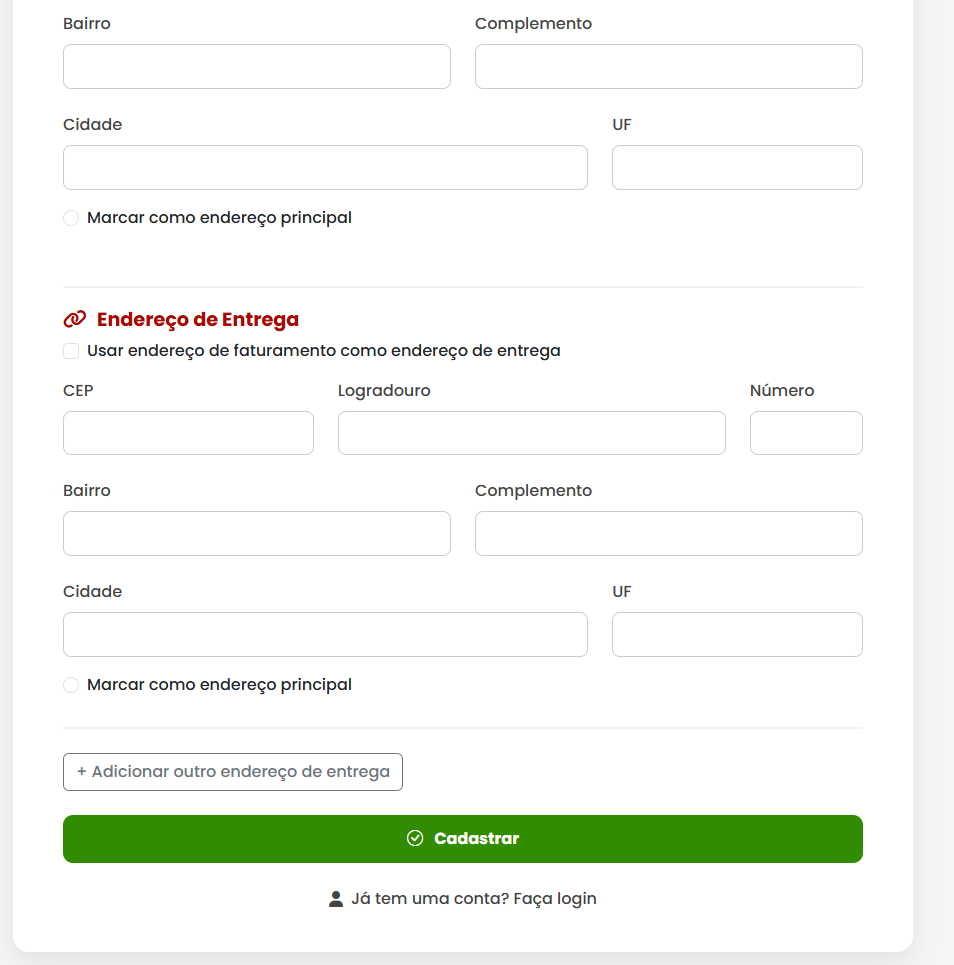 Bairro Complemento
Cidade UF
Marcar como endereço principal
Endereço de Entrega
Usar endereço de faturamento como endereço de entrega
CEP Logradouro Número
Bairro Complemento
Cidade UF
Marcar como endereço principal
+ Adicionar outro endereço de entrega
Cadastrar
Já tem uma conta? Faça login